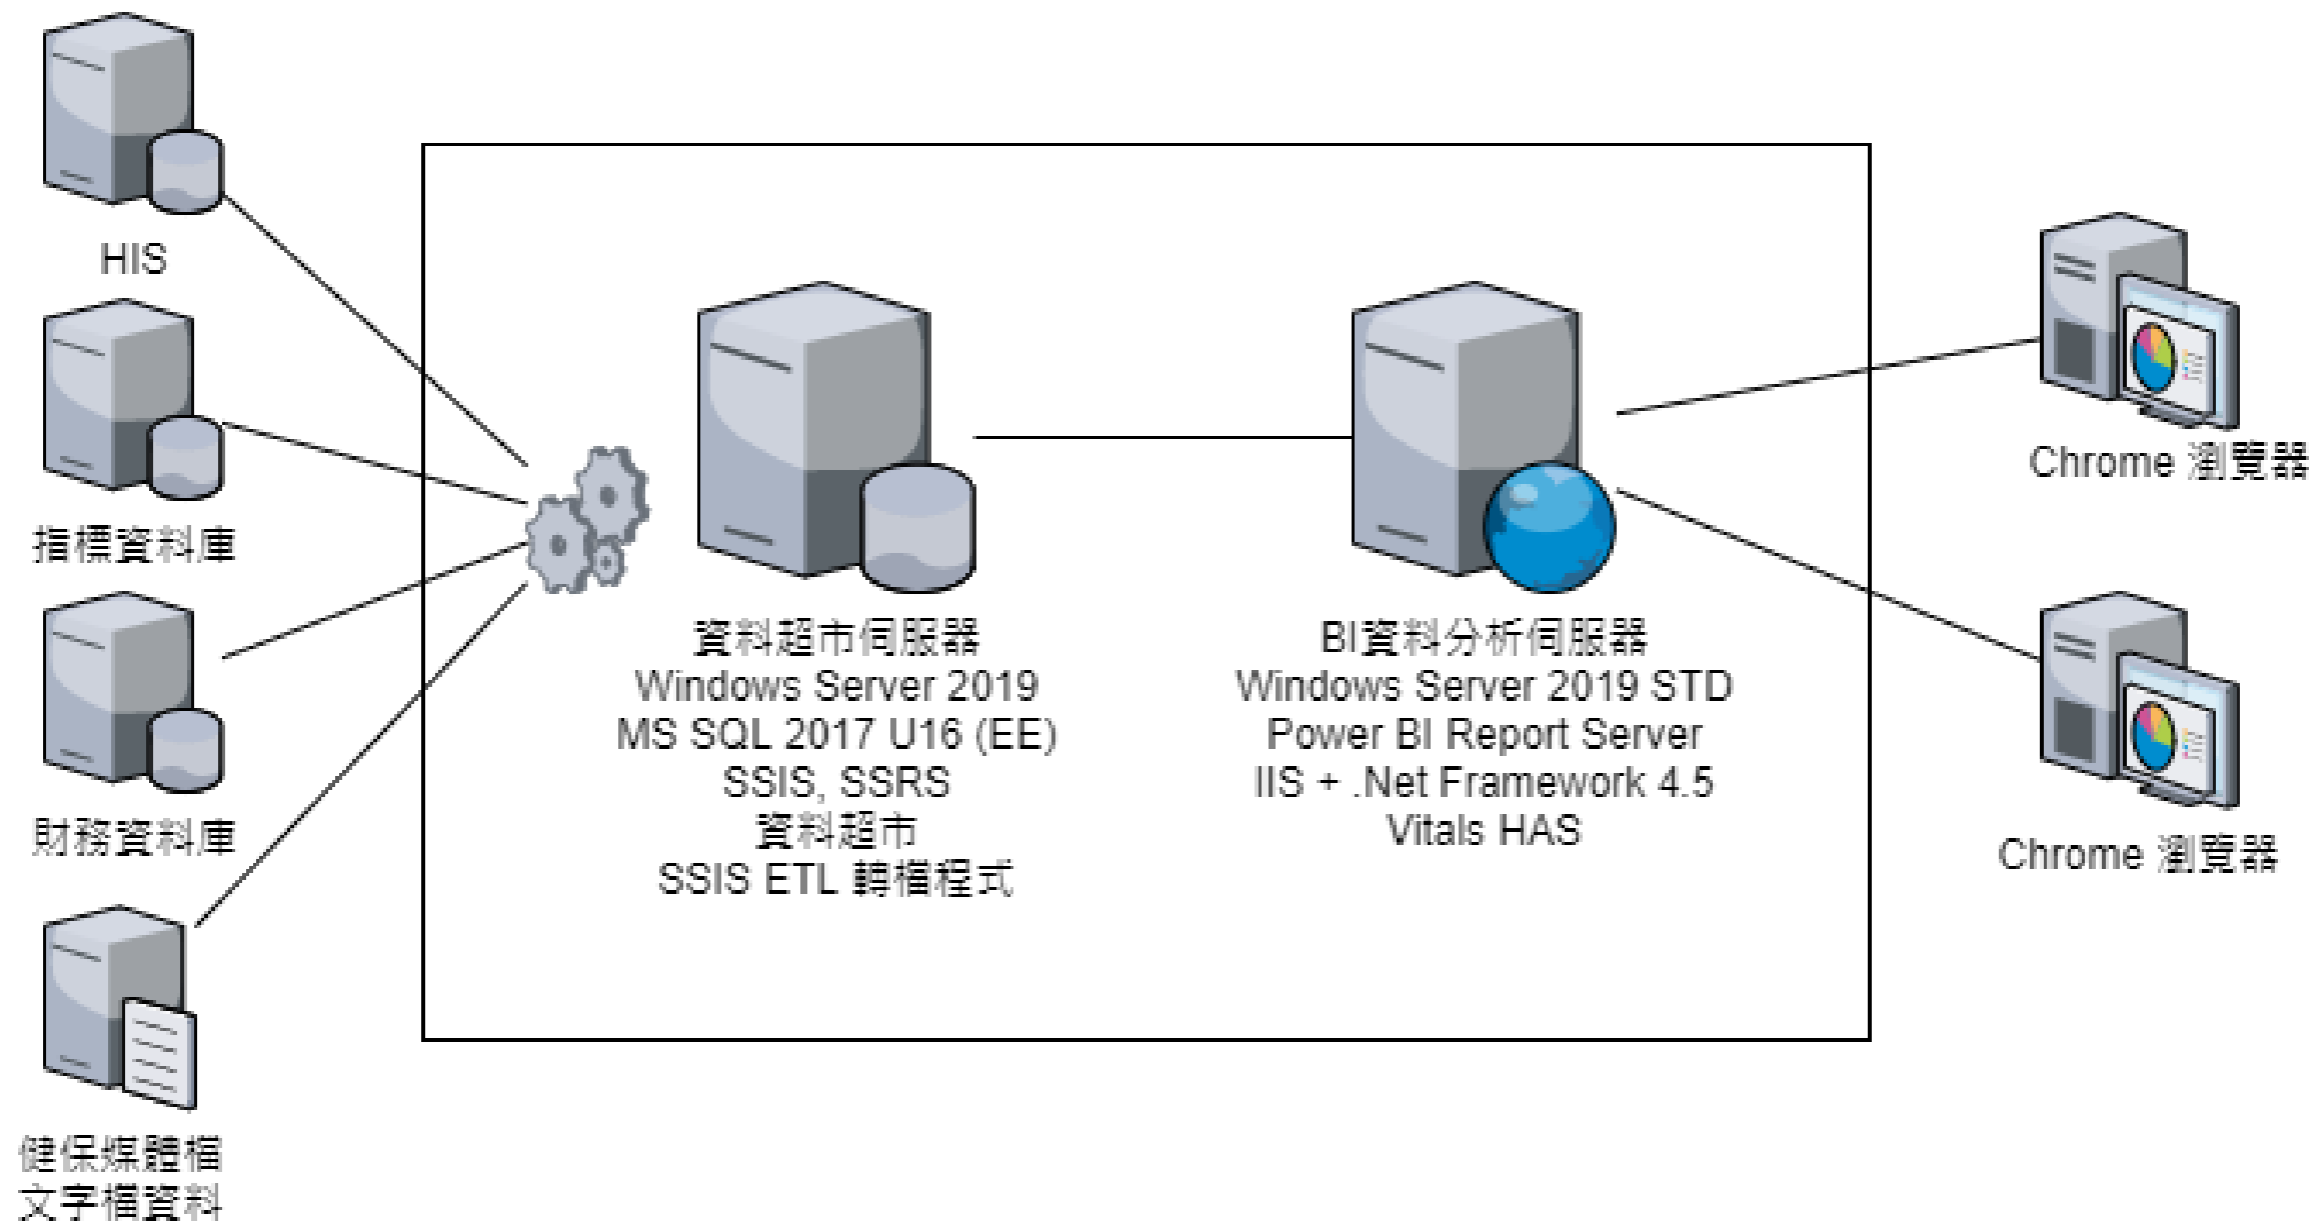 HIS
指標資料庫
財務資料庫
健保媒體檔
文字檔資料
資料超市伺服器
Windows Server 2019
MS SQL 2017 U16 (EE)
SSIS, SSRS
資料超市
SSIS ETL 轉檔程式
BI資料分析伺服器
Windows Server 2019 STD
Power BI Report Server
IIS + .Net Framework 4.5
Vitals HAS
Chrome 瀏覽器
Chrome 瀏覽器